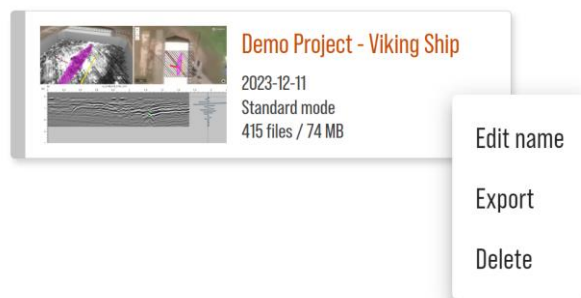 Demo Project - Viking Ship
2023-12-11
Standard mode
415 files / 74 MB
Edit name
Export
Delete